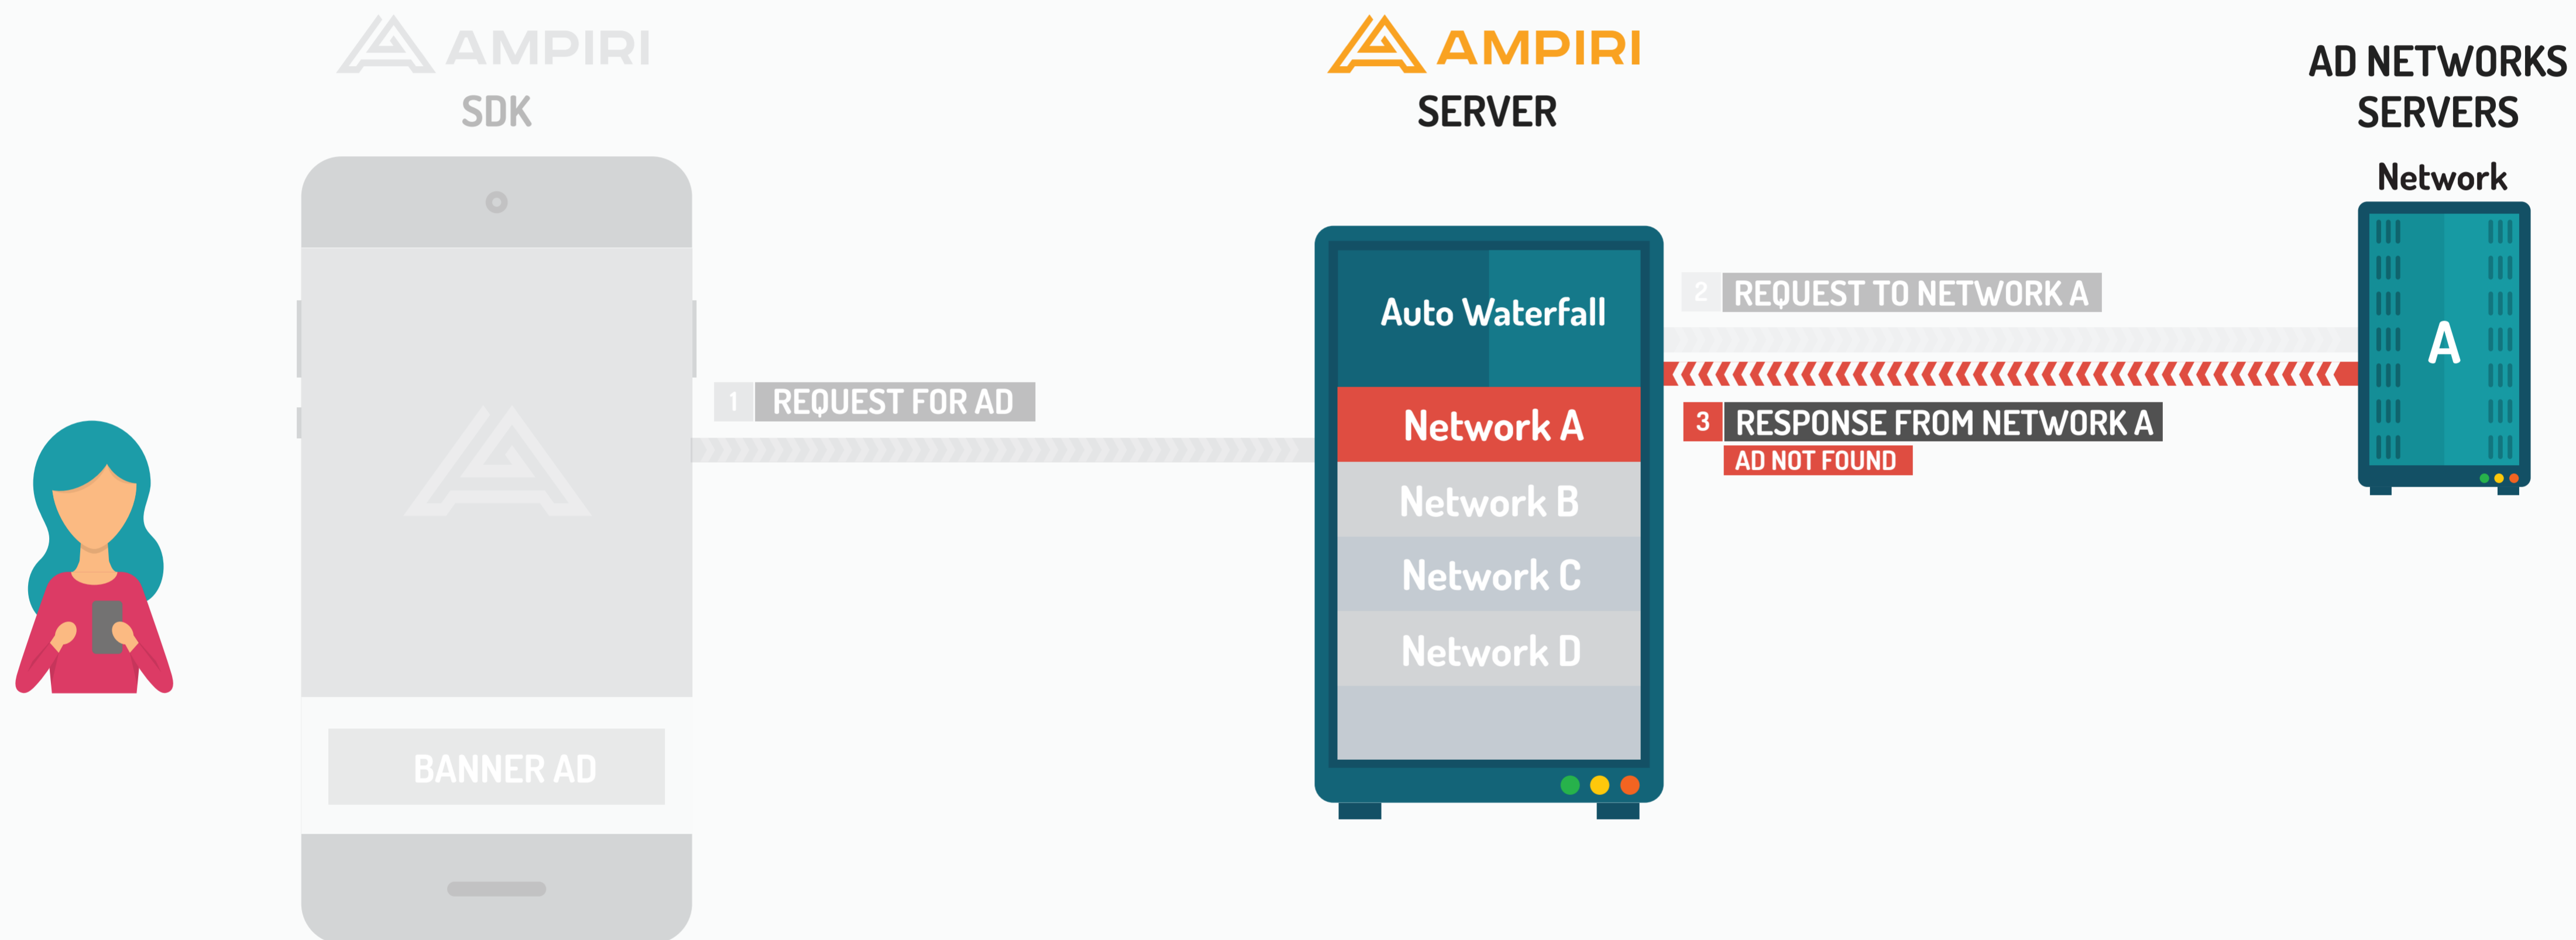 AMPIRI
SDK
BANNER AD
1 REQUEST FOR AD
AMPIRI
SERVER
Auto Waterfall
Network A
Network B
Network C
Network D
2 REQUEST TO NETWORK A
3 RESPONSE FROM NETWORK A
AD NOT FOUND
AD NETWORKS
SERVERS
Network
A